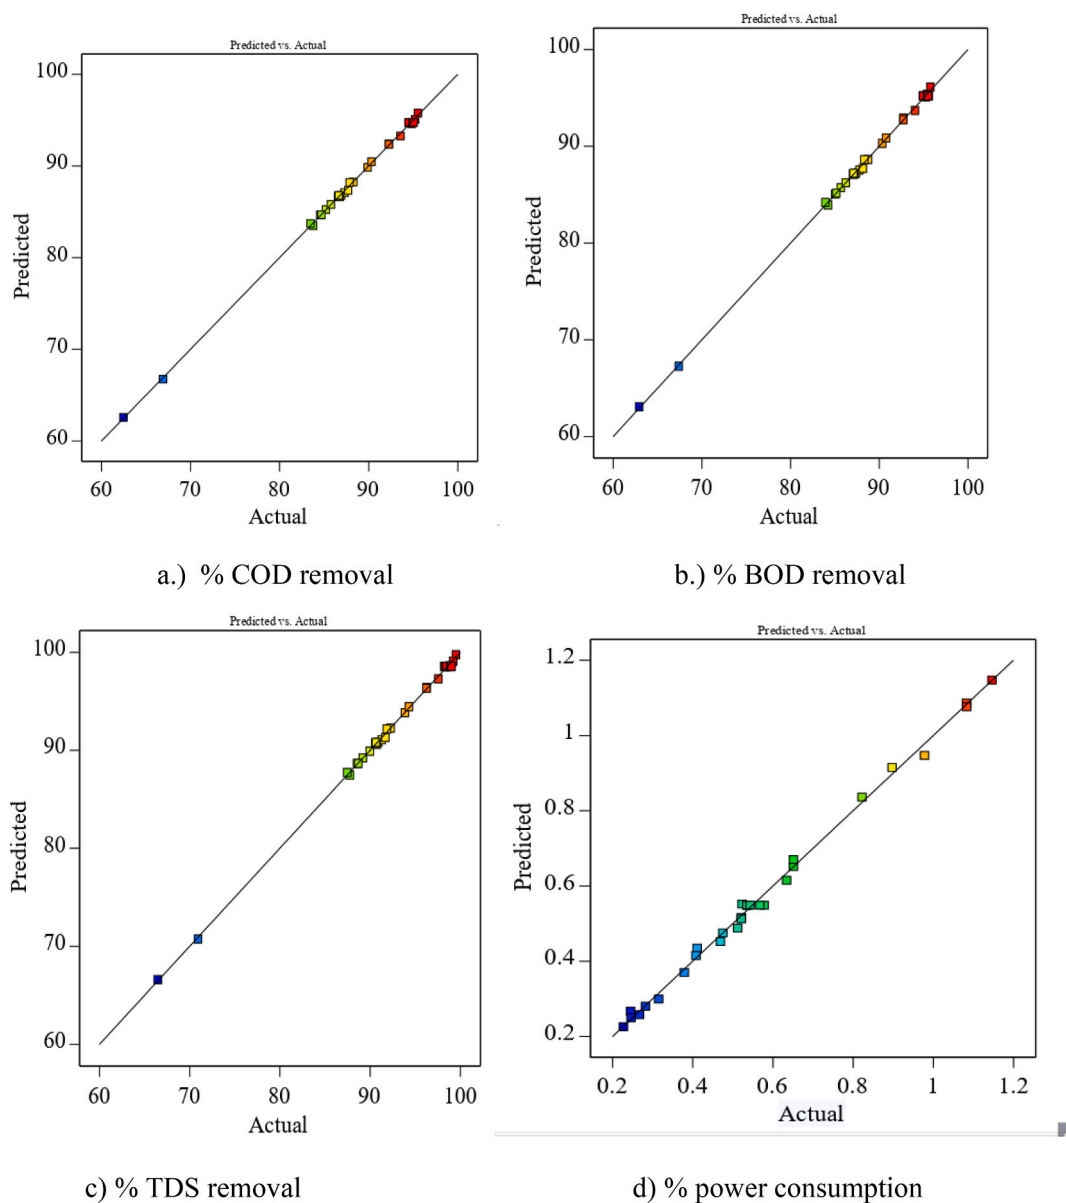 Predicted vs. Actual
100
90
80
70
60
Predicted
60 70 80 90 100
Actual
a.) % COD removal
Predicted vs. Actual
100
90
80
70
60
Predicted
60 70 80 90 100
Actual
b.) % BOD removal
Predicted vs. Actual
100
90
80
70
60
Predicted
60 70 80 90 100
Actual
c) % TDS removal
Predicted vs. Actual
1.2
1
0.8
0.6
0.4
0.2
Predicted
0.2 0.4 0.6 0.8 1 1.2
Actual
d) % power consumption